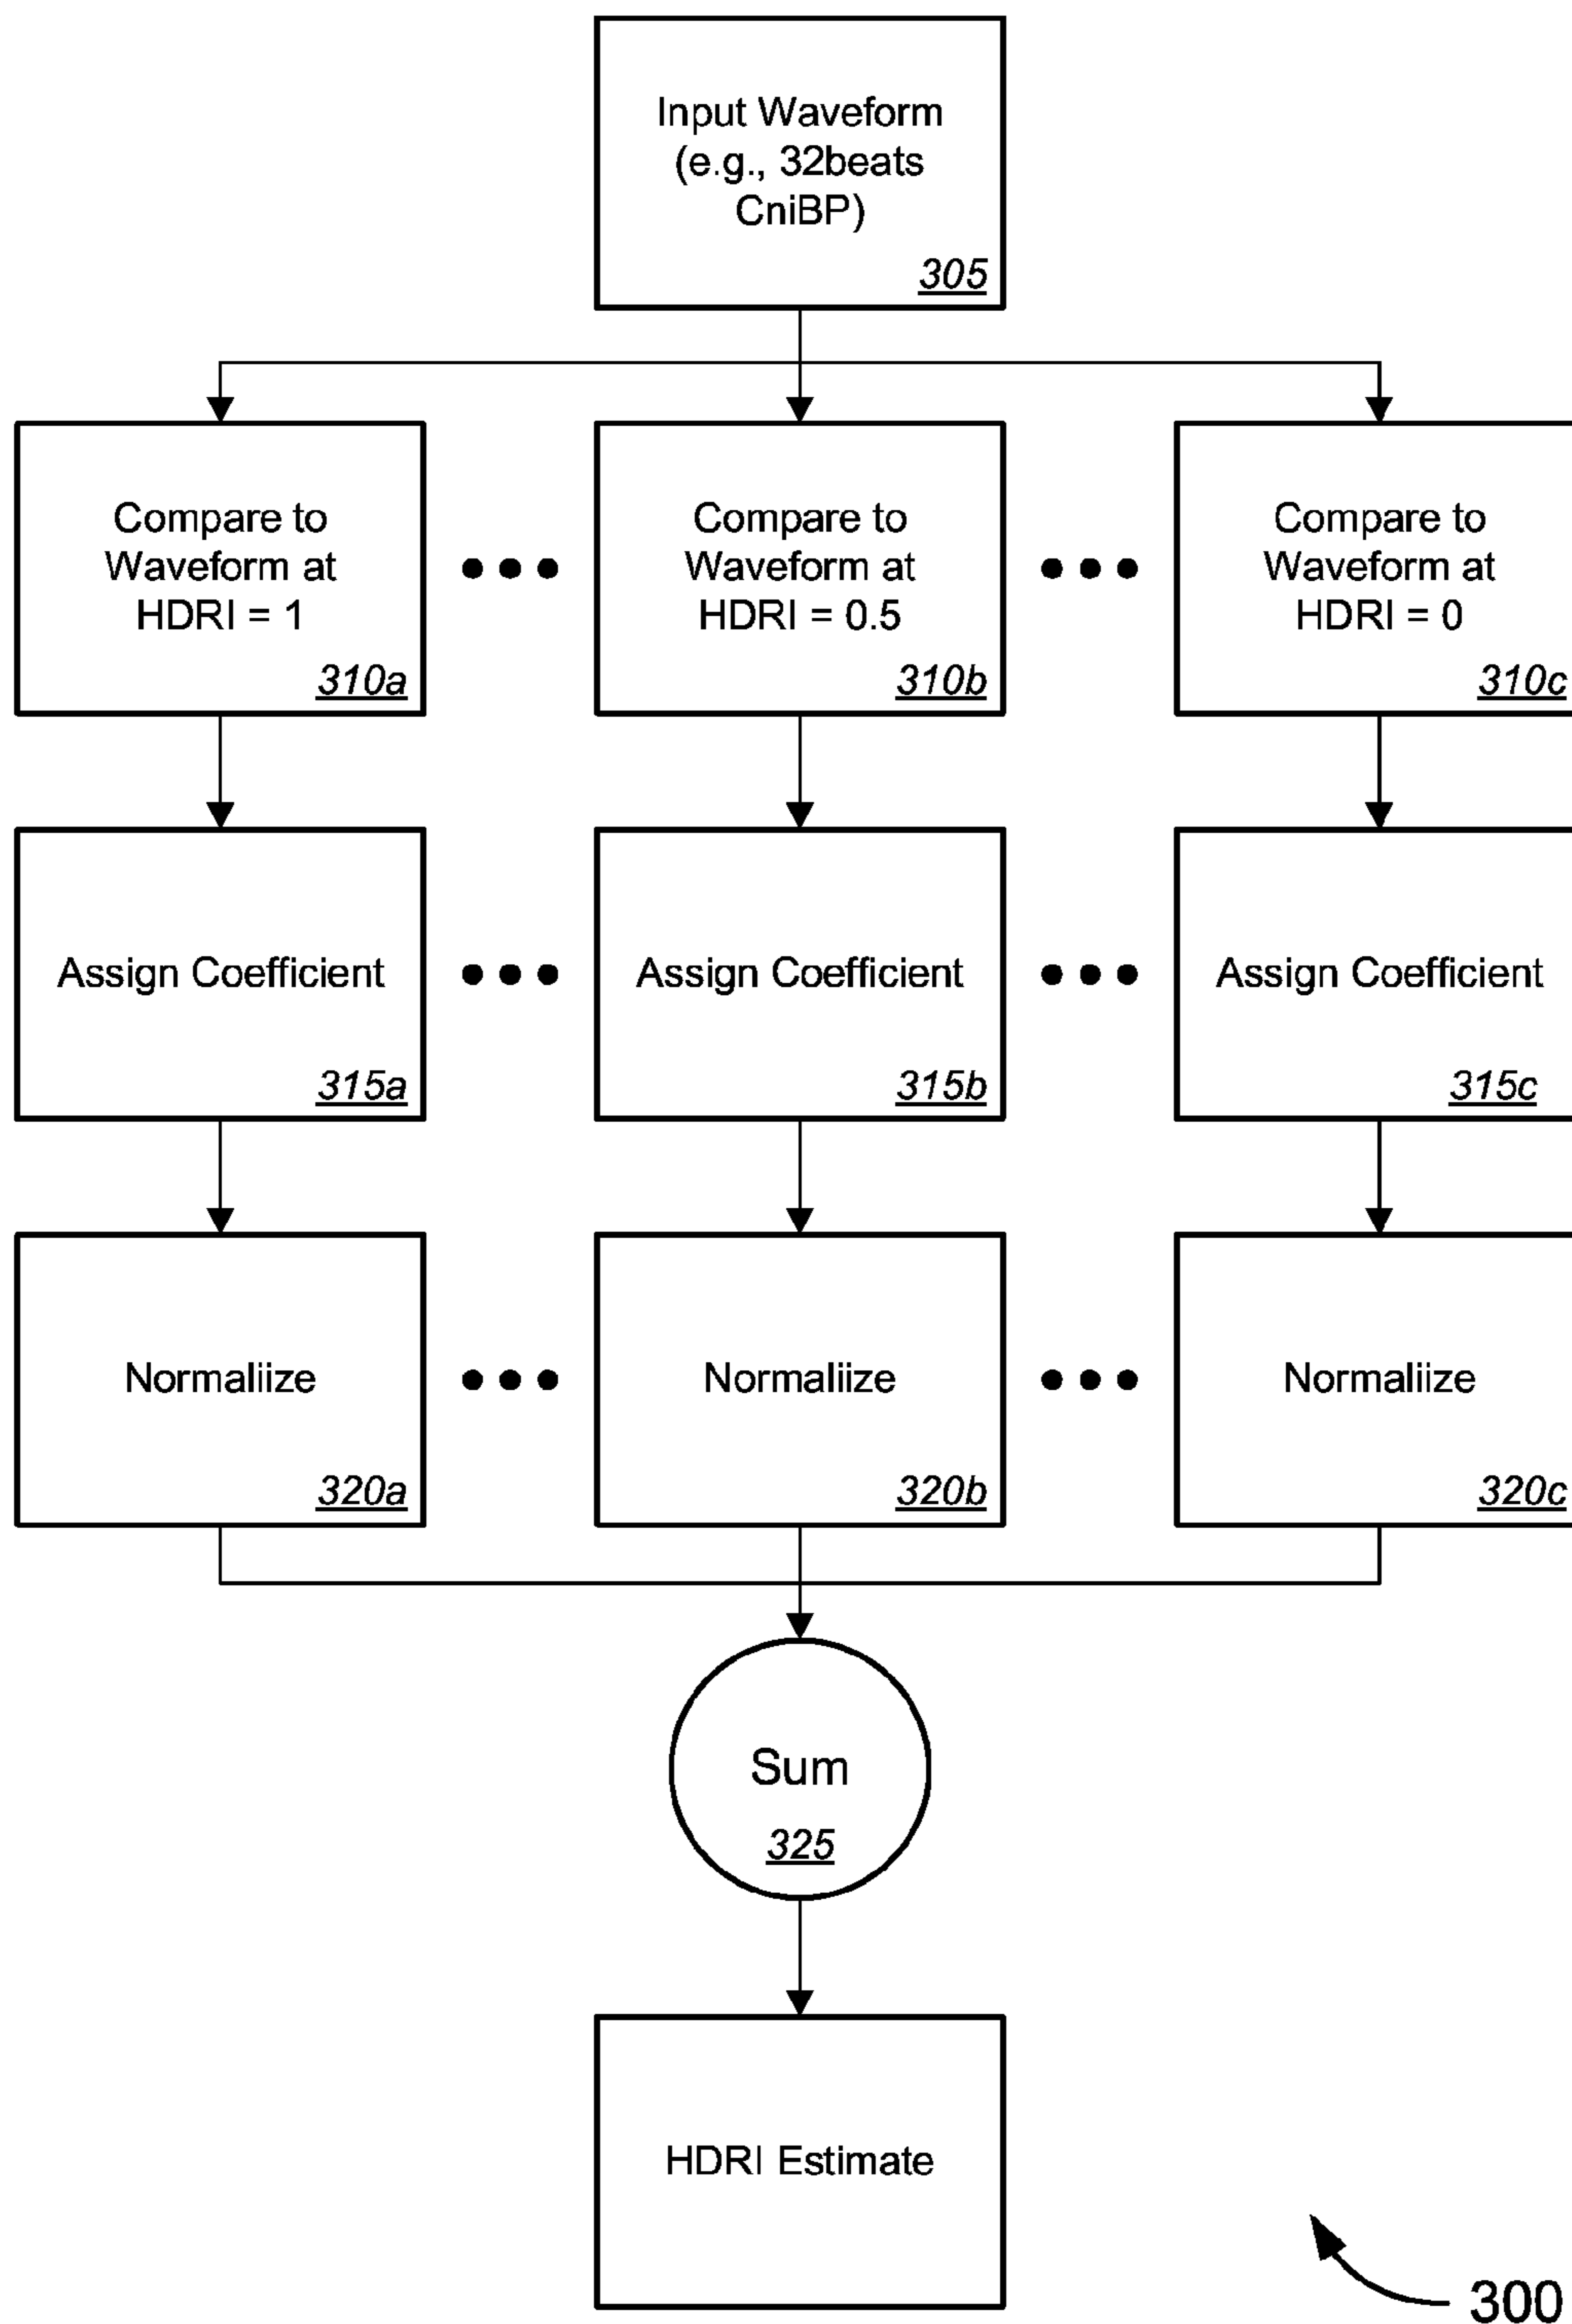 Input Waveform
(e.g., 32beats
CniBP)
305
Compare to
Waveform at
HDRI = 1
310a
Compare to
Waveform at
HDRI = 0.5
310b
Compare to
Waveform at
HDRI = 0
310c
Assign Coefficient
315a
Assign Coefficient
315b
Assign Coefficient
315c
Normaliize
320a
Normaliize
320b
Normaliize
320c
Sum
325
HDRI Estimate
300